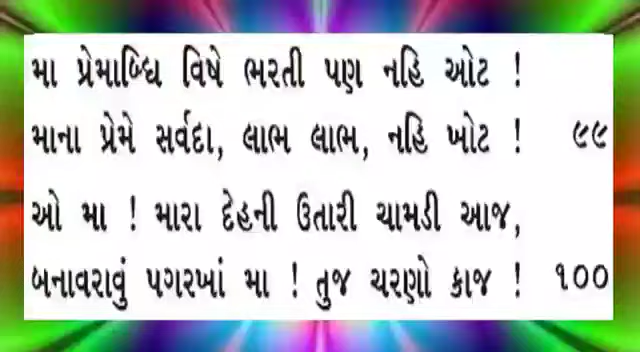 મા પ્રેમાબ્ધિ વિષે ભરતી પણ નહિ ઓટ !
માના પ્રેમે સર્વદા, લાભ લાભ, નહિ ખોટ ! ૯૯
ઓ મા ! મારા દેહની ઉતારી ચામડી આજ,
બનાવરાવું પગરખાં મા ! તુજ ચરણો કાજ ! ૧૦૦